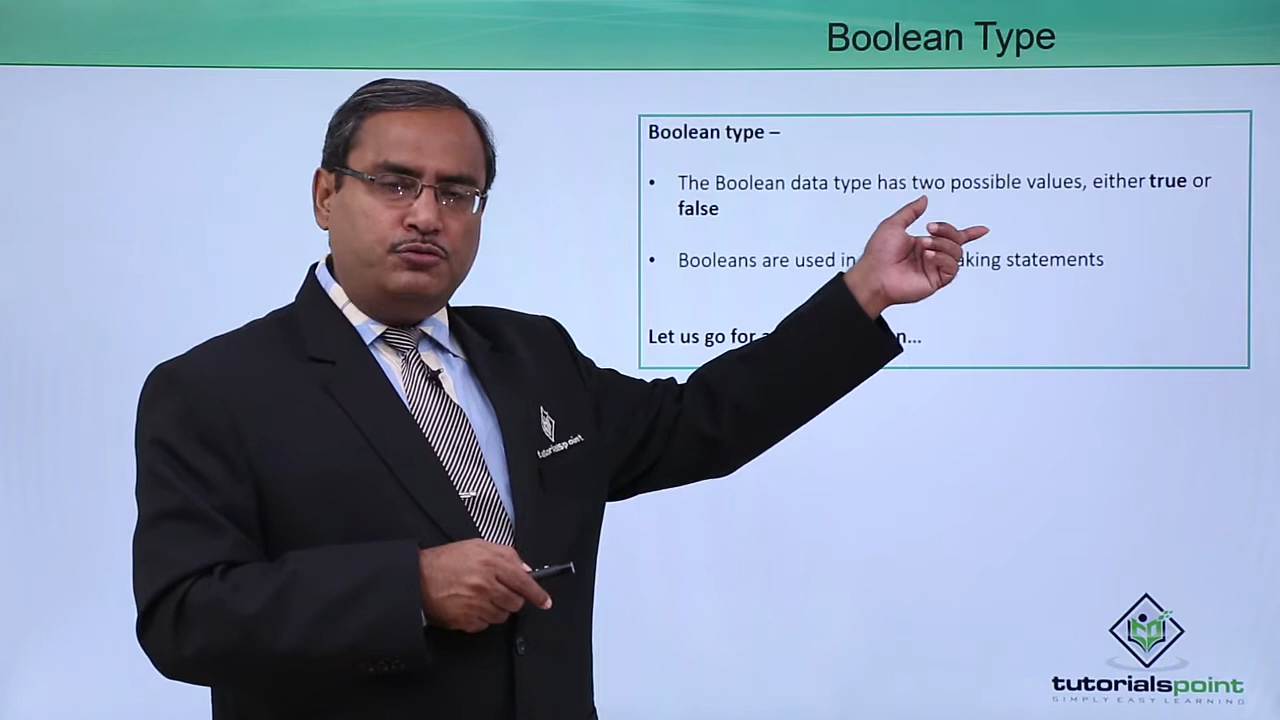 Boolean Type
Boolean type –
• The Boolean data type has two possible values, either true or
false
• Booleans are used in aking statements
Let us go for n...
tutorialspoint
tutorialspoint
SIMPLY EASY LEARNING